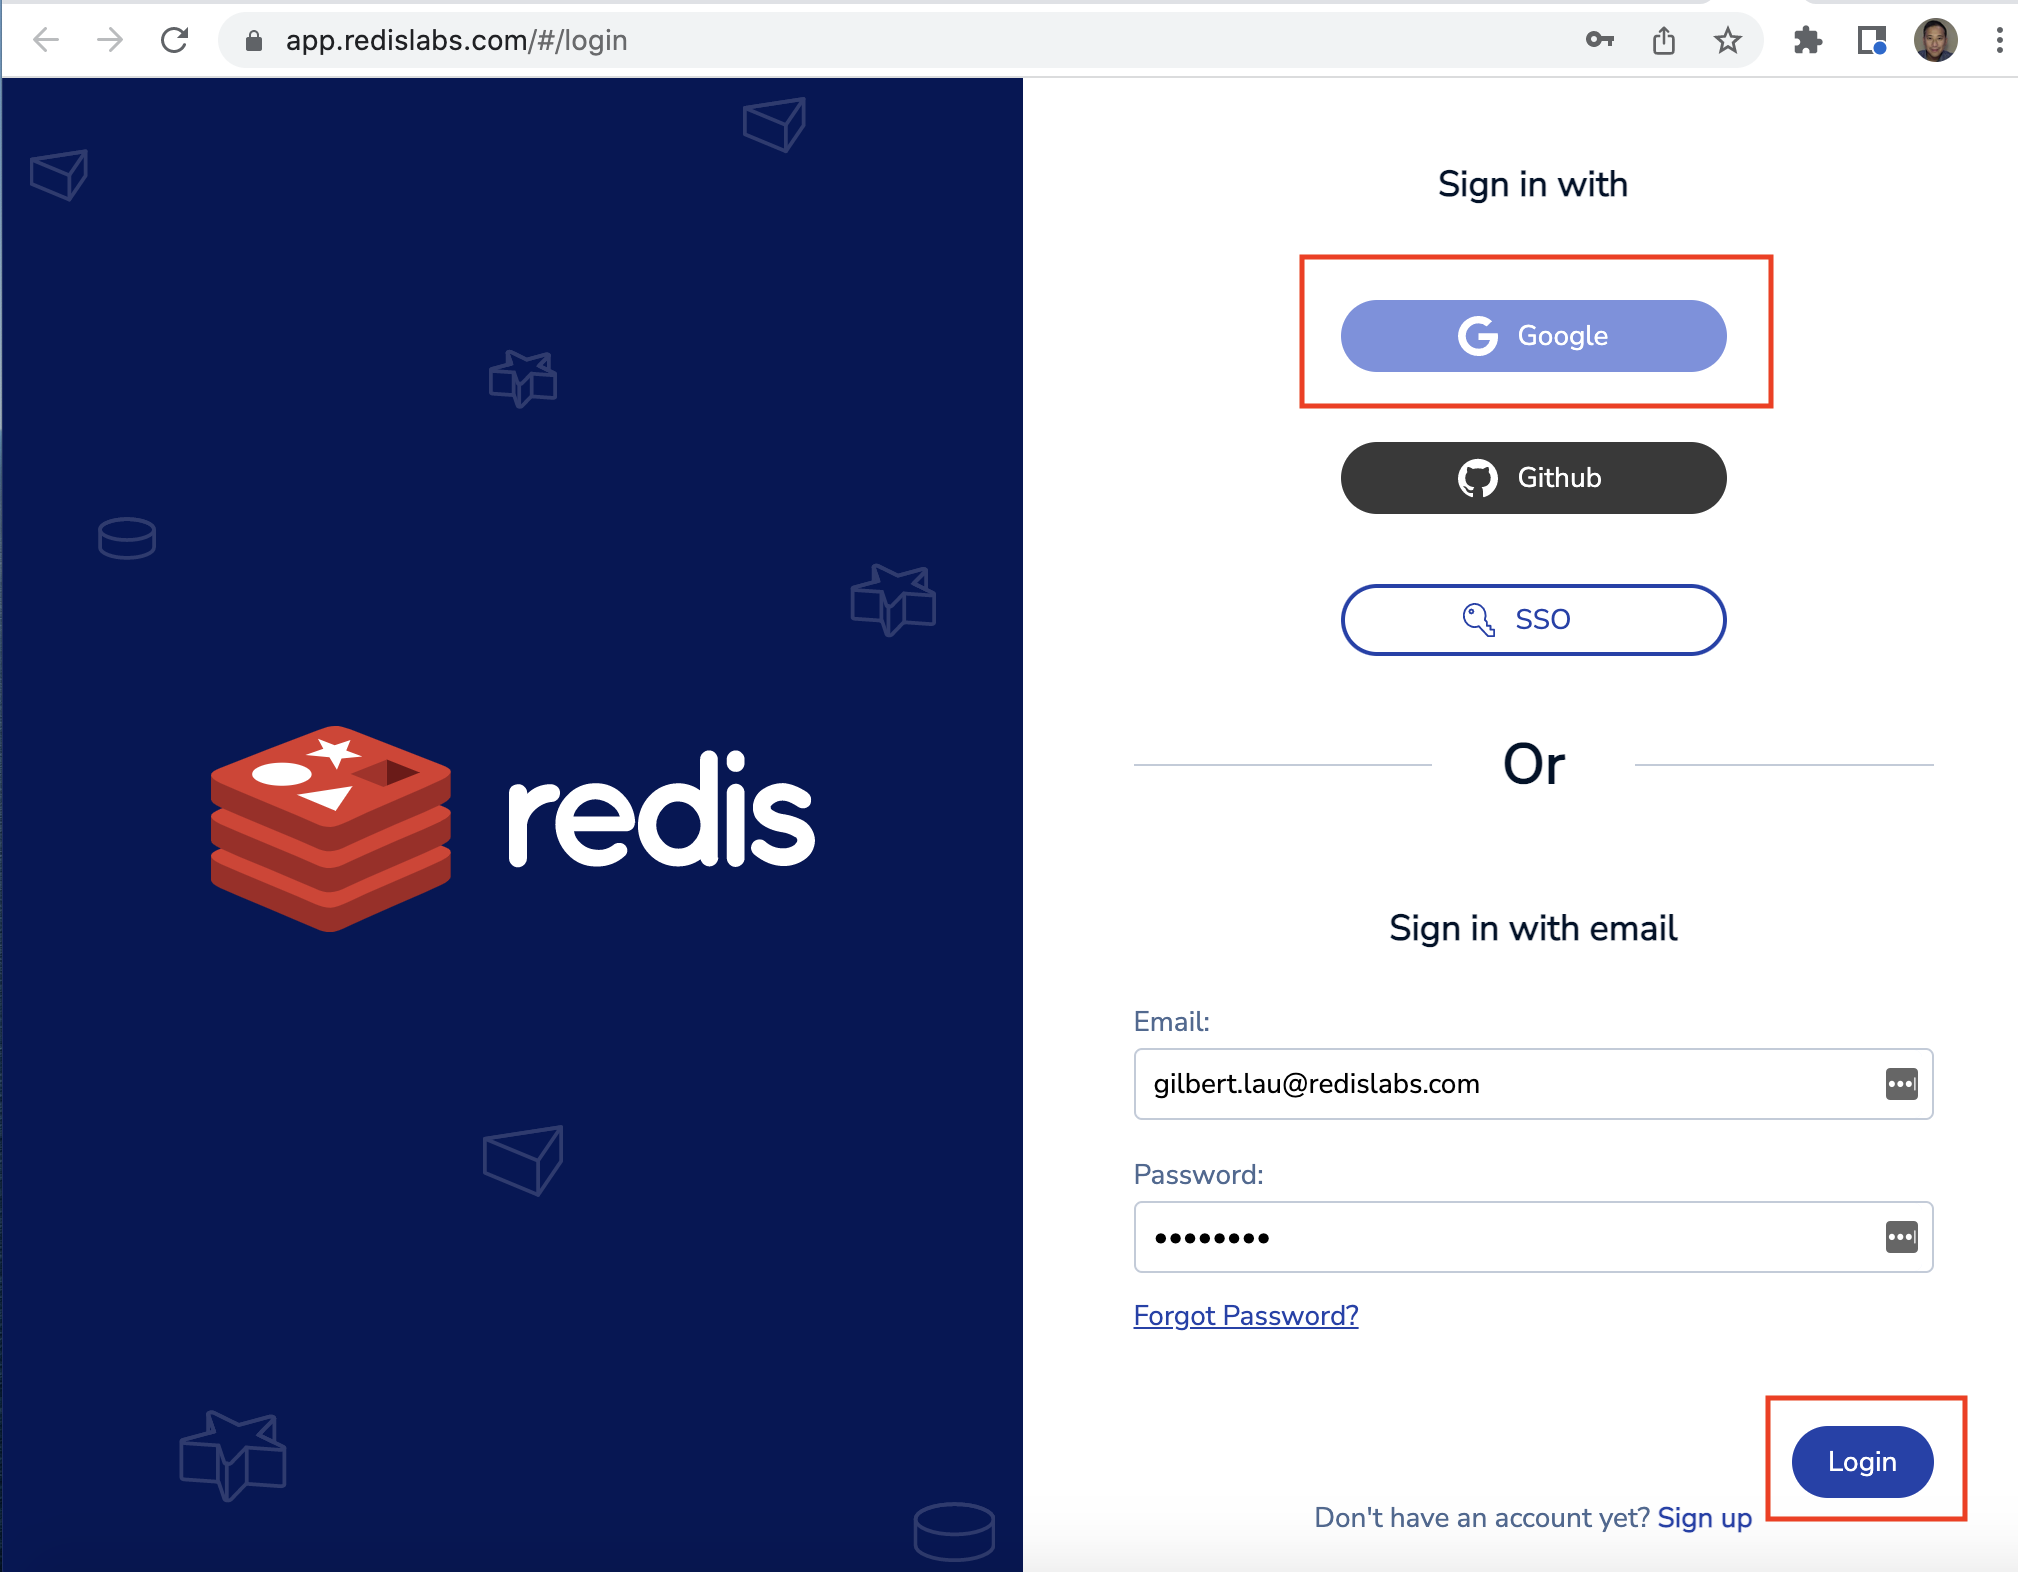 app.redislabs.com/#/login
redis
Sign in with
Google
Github
SSO
Or
Sign in with email
Email:
gilbert.lau@redislabs.com
Password:
••••••••
Forgot Password?
Login
Don't have an account yet? Sign up